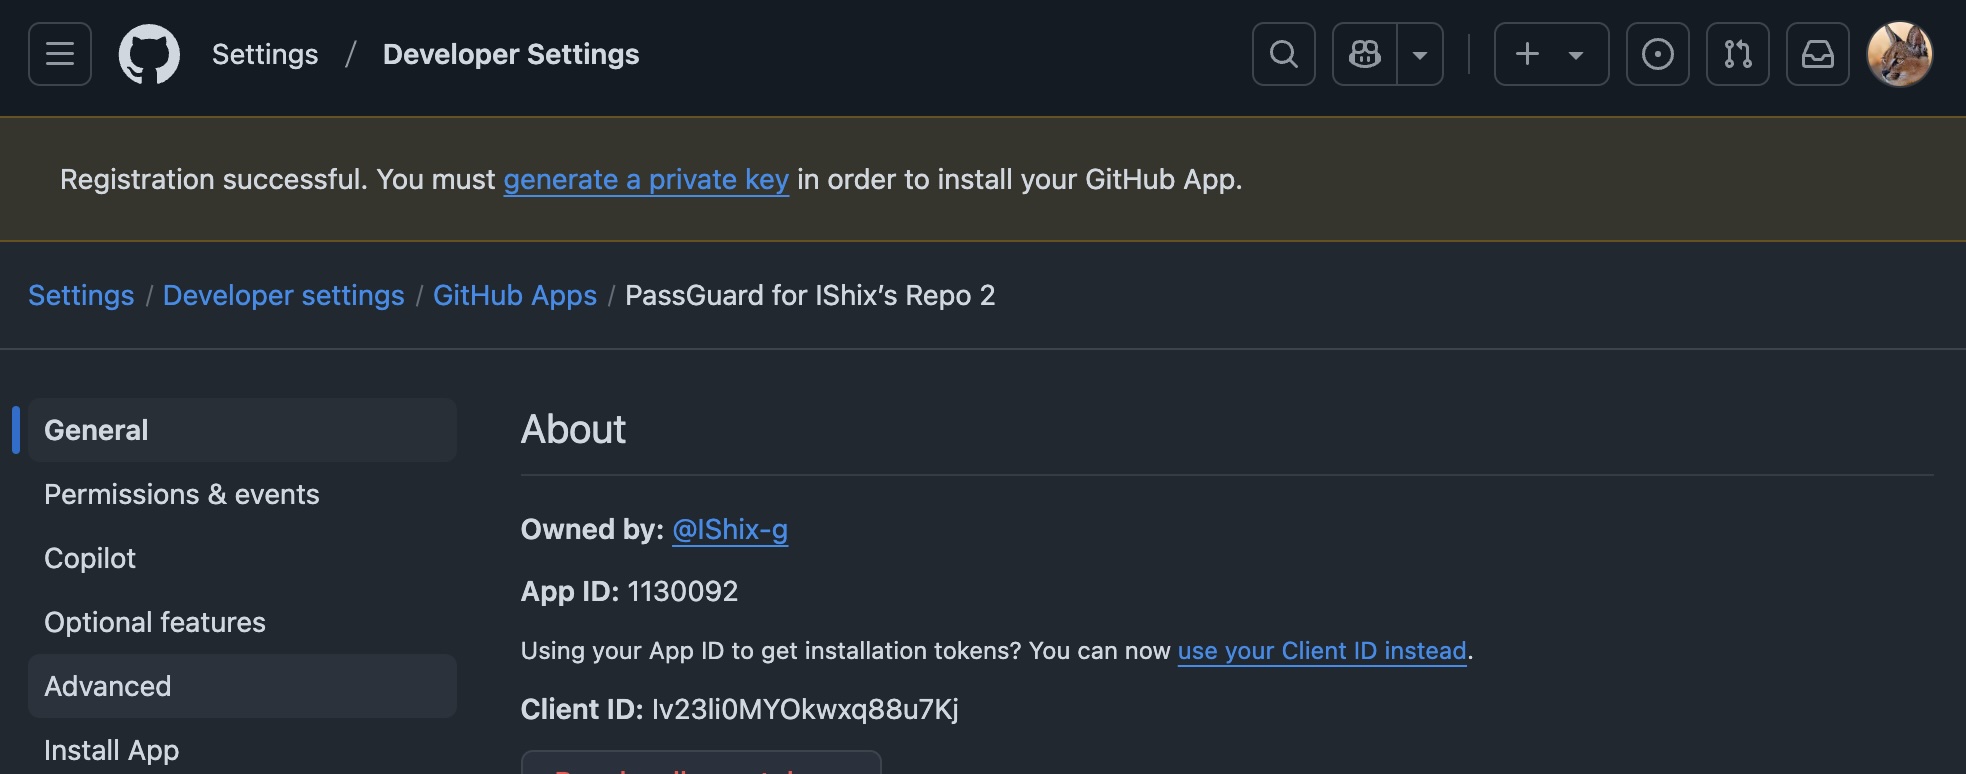 Settings / Developer Settings
Registration successful. You must generate a private key in order to install your GitHub App.
Settings / Developer settings / GitHub Apps / PassGuard for IShix’s Repo 2
General
Permissions & events
Copilot
Optional features
Advanced
Install App
About
Owned by: @IShix-g
App ID: 1130092
Using your App ID to get installation tokens? You can now use your Client ID instead.
Client ID: Iv23li0MYOkwxq88u7Kj